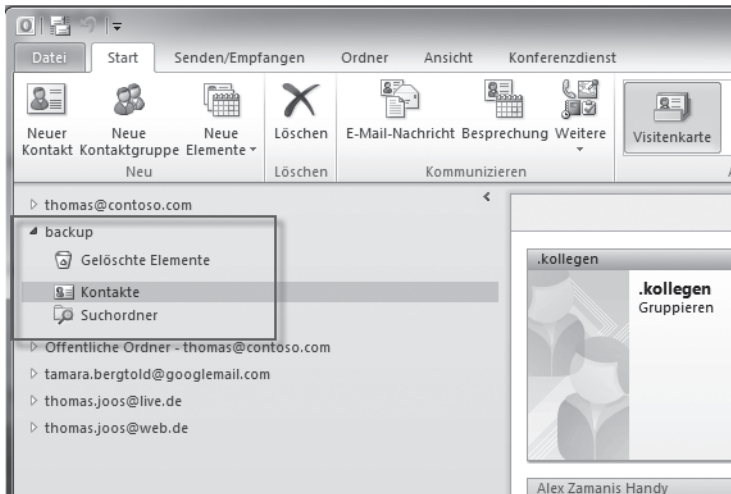 Datei Start Senden/Empfangen Ordner Ansicht Konferenzdienst
Neuer Kontakt
Neue Kontaktgruppe
Neue Elemente
Löschen
E-Mail-Nachricht
Besprechung
Weitere
Visitenkarte
Neu Löschen Kommunizieren
thomas@contoso.com
backup
Gelöschte Elemente
Kontakte
Suchordner
Öffentliche Ordner - thomas@contoso.com
tamara.bergtold@googlemail.com
thomas.joos@live.de
thomas.joos@web.de
.kollegen
.kollegen
Gruppieren
Alex Zamanis Handy